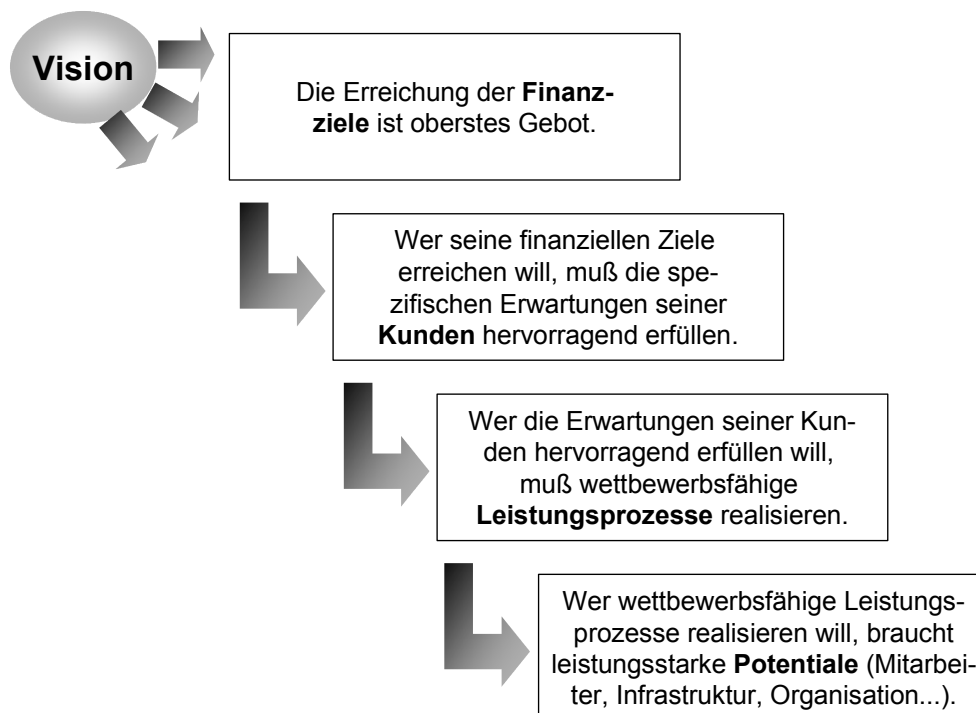 Vision
Die Erreichung der Finanz-
ziele ist oberstes Gebot.
Wer seine finanziellen Ziele
erreichen will, muß die spe-
zifischen Erwartungen seiner
Kunden hervorragend erfüllen.
Wer die Erwartungen seiner Kun-
den hervorragend erfüllen will,
muß wettbewerbsfähige
Leistungsprozesse realisieren.
Wer wettbewerbsfähige Leistungs-
prozesse realisieren will, braucht
leistungsstarke Potentiale (Mitarbei-
ter, Infrastruktur, Organisation...).